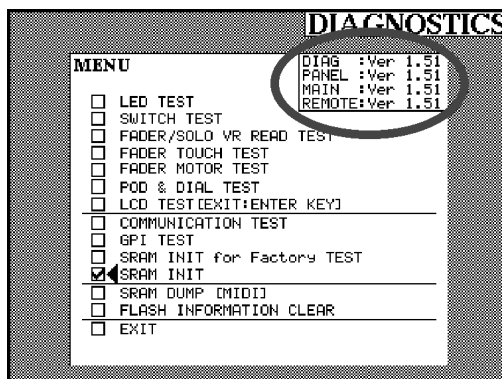 DIAGNOSTICS
MENU
DIAG :Ver 1.51
PANEL :Ver 1.51
MAIN :Ver 1.51
REMOTE:Ver 1.51
LED TEST
SWITCH TEST
FADER/SOLO VR READ TEST
FADER TOUCH TEST
FADER MOTOR TEST
POD & DIAL TEST
LCD TEST[EXIT:ENTER KEY]
COMMUNICATION TEST
GPI TEST
SRAM INIT for Factory TEST
SRAM INIT
SRAM DUMP [MIDI]
FLASH INFORMATION CLEAR
EXIT